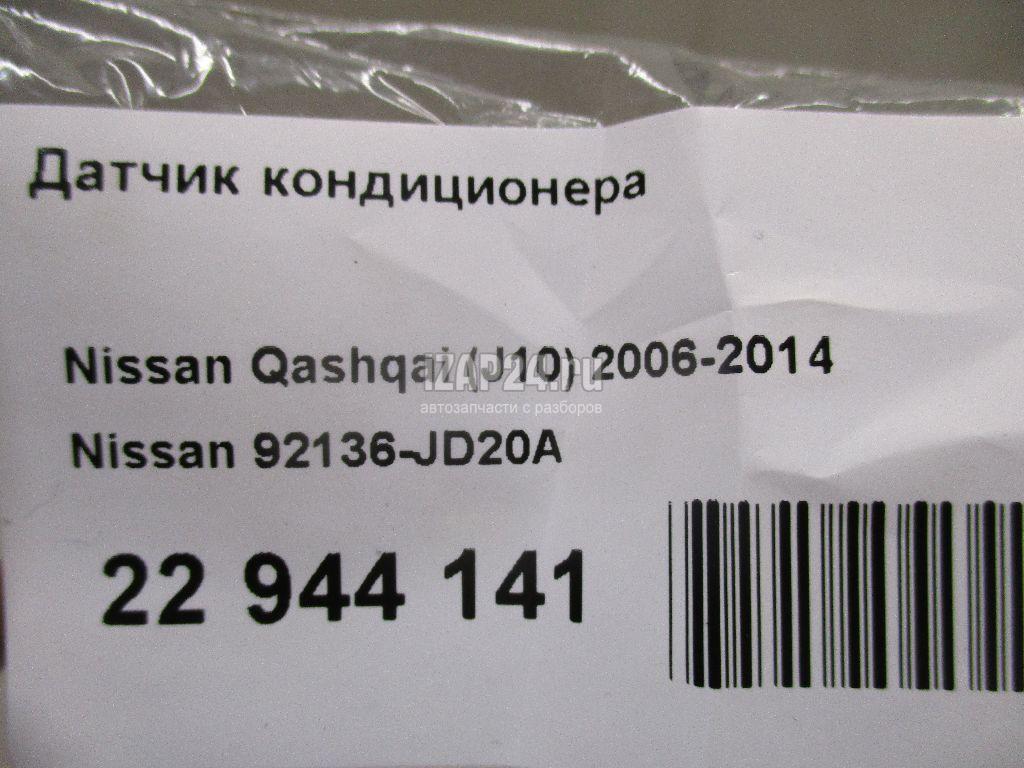 Датчик кондиционера
Nissan Qashqai (J10) 2006-2014
IZAP24.ru
автозапчасти с разборов
Nissan 92136-JD20A
22 944 141